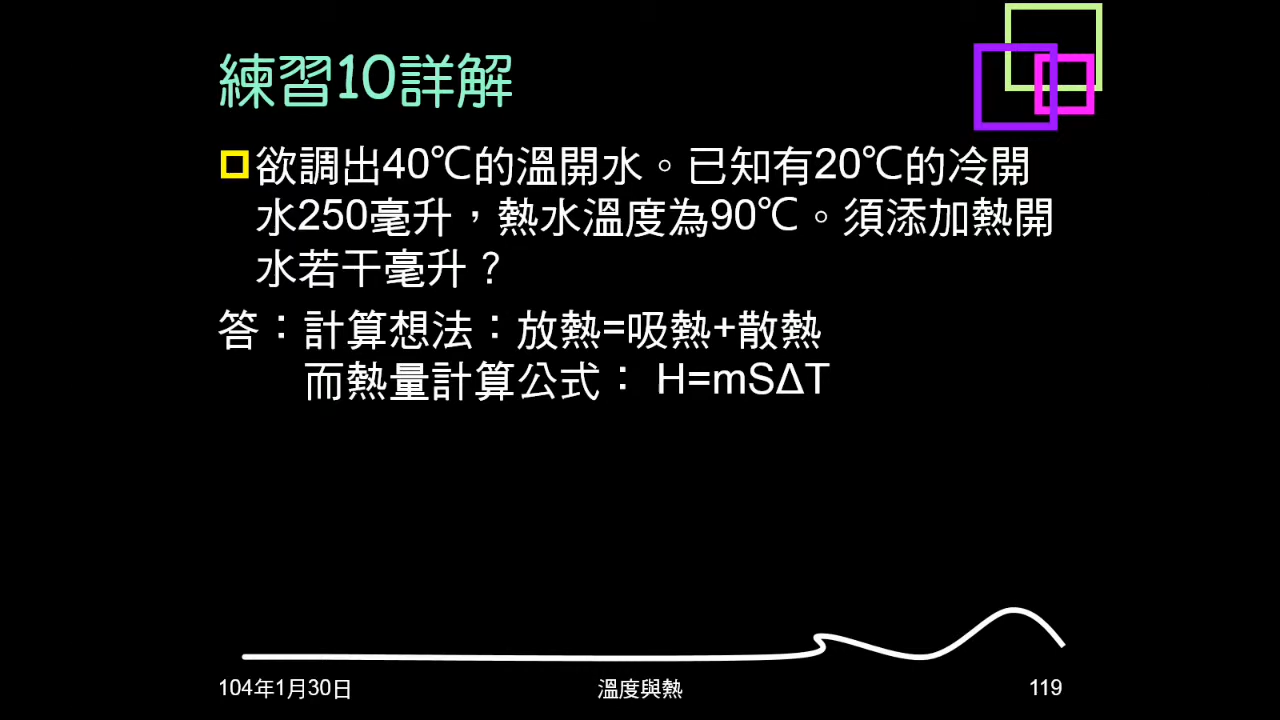 練習10詳解
欲調出40℃的溫開水。已知有20℃的冷開
水250毫升，熱水溫度為90℃。須添加熱開
水若干毫升？
答：計算想法：放熱=吸熱+散熱
而熱量計算公式： H=mSΔT
104年1月30日
溫度與熱
119